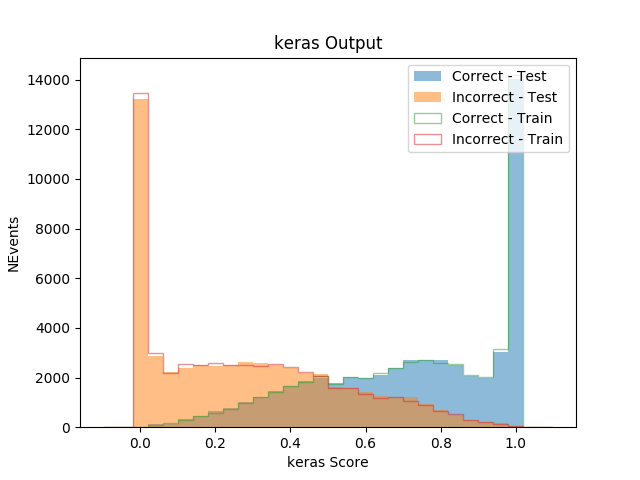 keras Output
14000
12000
10000
8000
6000
4000
2000
0
NEvents
Correct - Test
Incorrect - Test
Correct - Train
Incorrect - Train
0.0 0.2 0.4 0.6 0.8 1.0
keras Score